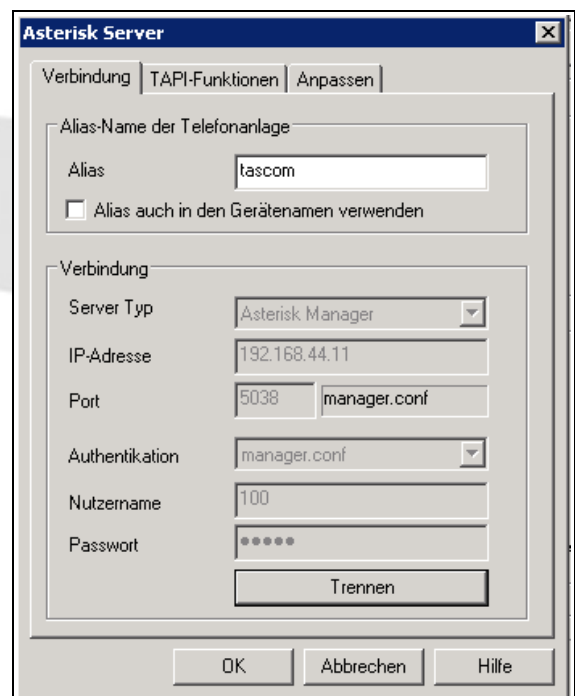 Asterisk Server
Verbindung TAPI-Funktionen Anpassen
Alias-Name der Telefonanlage
Alias tascom
Alias auch in den Gerätenamen verwenden
Verbindung
Server Typ Asterisk Manager
IP-Adresse 192.168.44.11
Port 5038 manager.conf
Authentikation manager.conf
Nutzername 100
Passwort •••••
Trennen
OK Abbrechen Hilfe